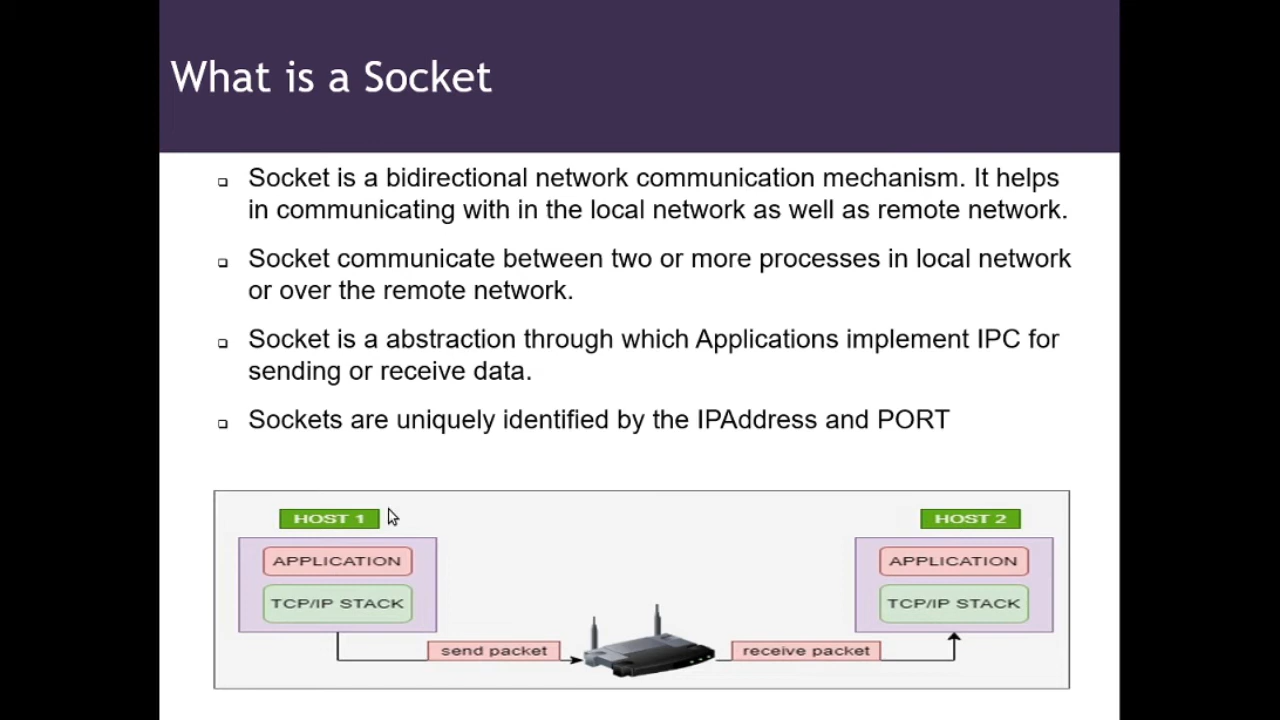 What is a Socket
Socket is a bidirectional network communication mechanism. It helps
in communicating with in the local network as well as remote network.
Socket communicate between two or more processes in local network
or over the remote network.
Socket is a abstraction through which Applications implement IPC for
sending or receive data.
Sockets are uniquely identified by the IPAddress and PORT
HOST 1
HOST 2
APPLICATION
APPLICATION
TCP/IP STACK
TCP/IP STACK
send packet
receive packet